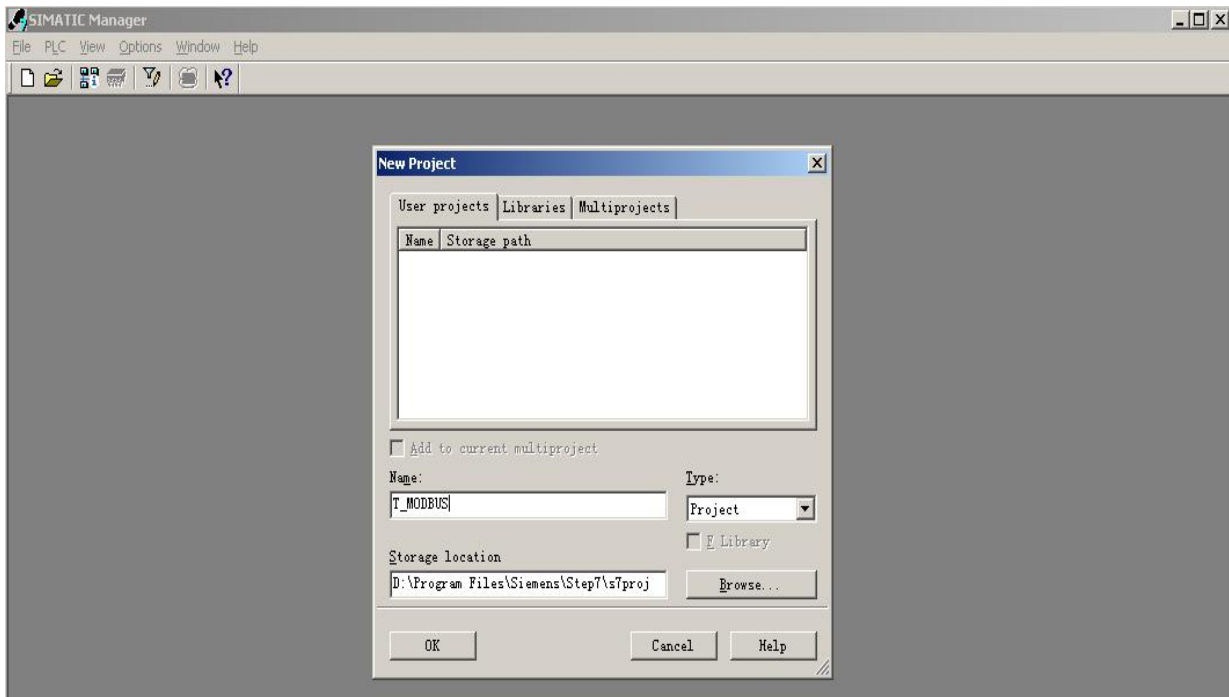 SIMATIC Manager
File PLC View Options Window Help
New Project
User projects Libraries Multiprojects
Name Storage path
Add to current multiproject
Name: Type:
T_MODBUS Project
F Library
Storage location
D:\Program Files\Siemens\Step7\s7proj Browse...
OK Cancel Help